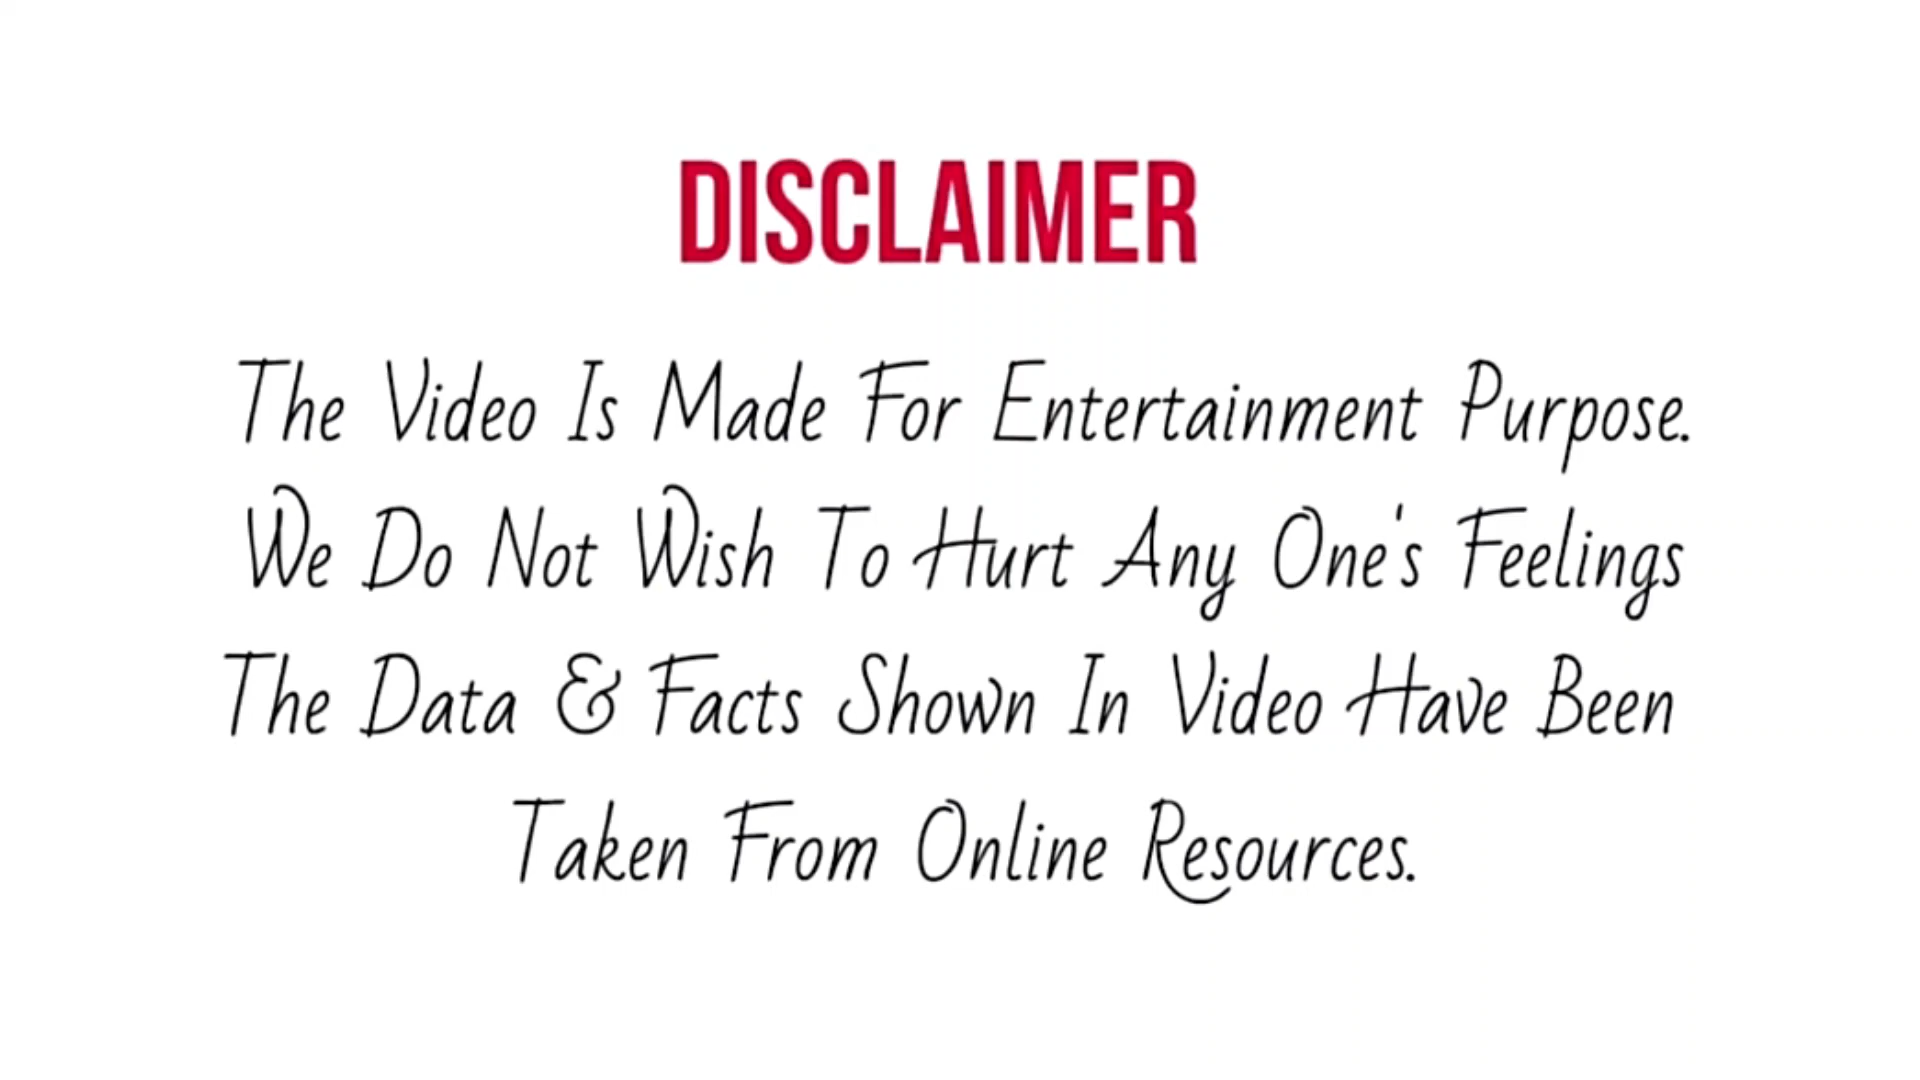 DISCLAIMER
The Video Is Made For Entertainment Purpose.
We Do Not Wish To Hurt Any One's Feelings
The Data & Facts Shown In Video Have Been
Taken From Online Resources.